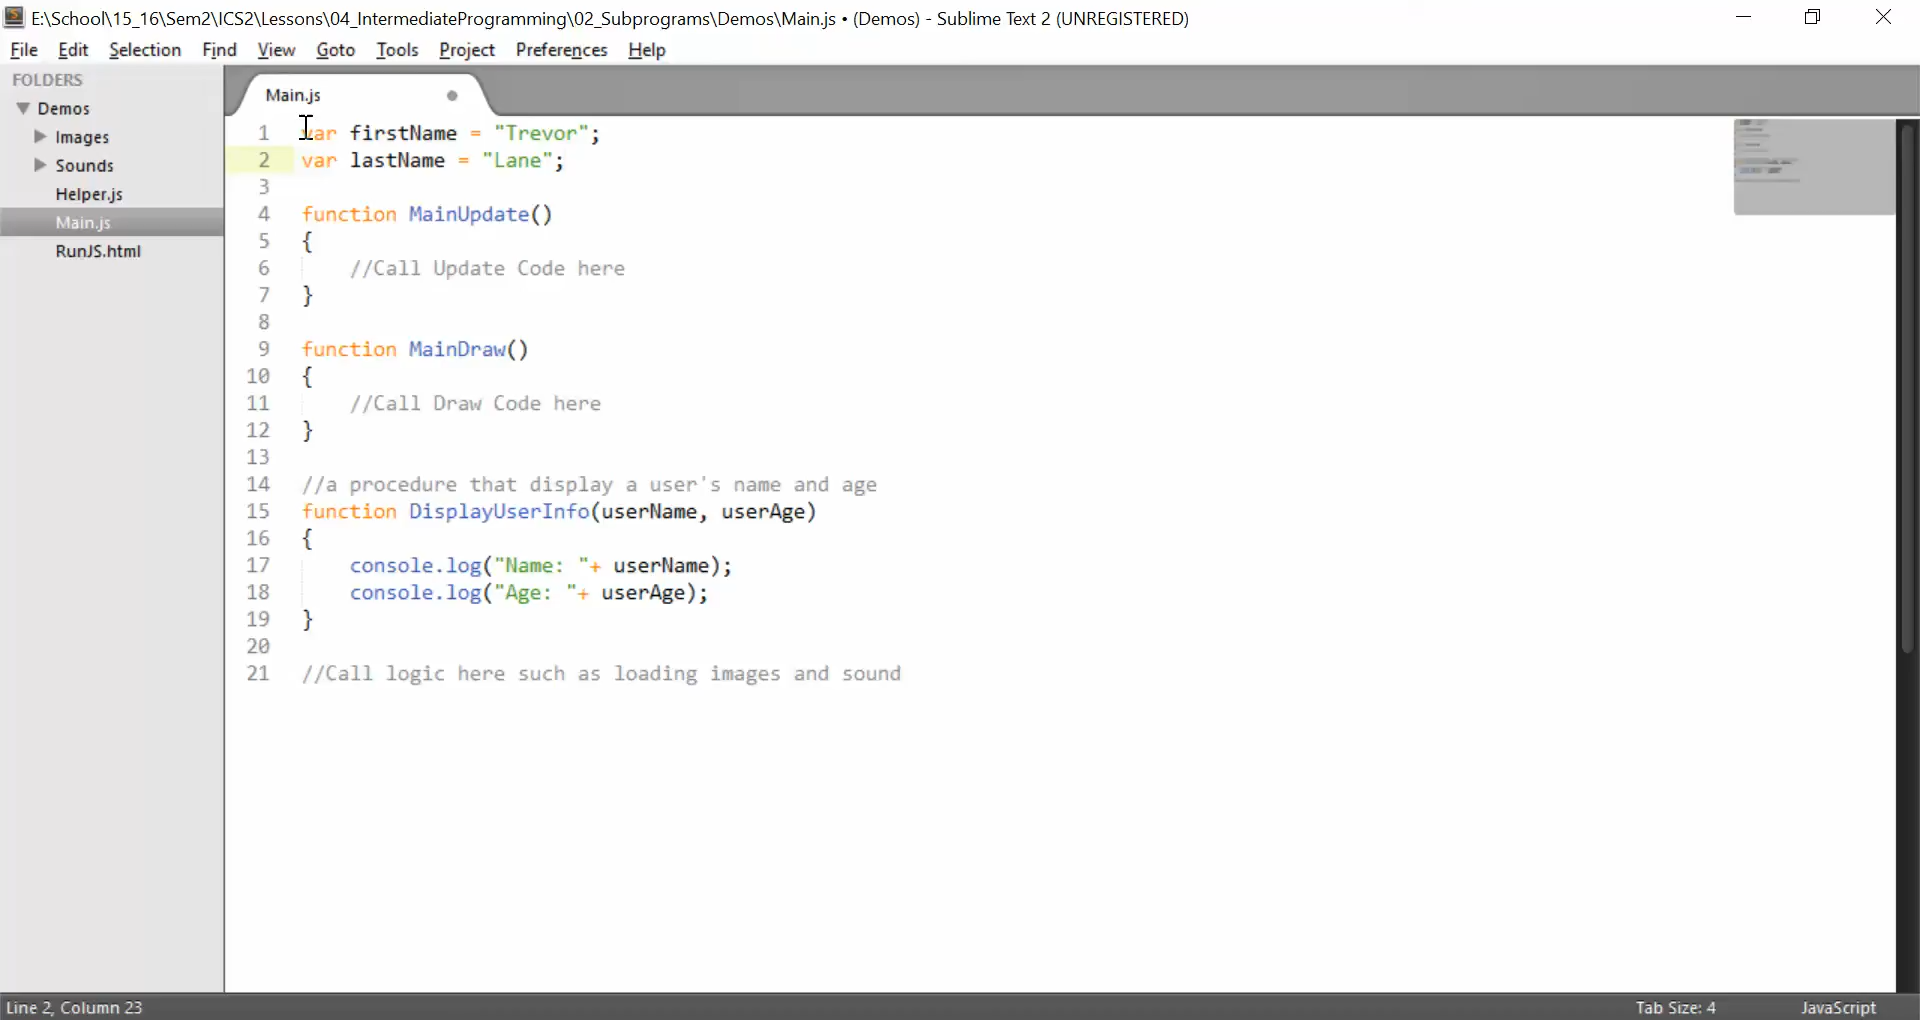 E:\School\15_16\Sem2\ICS2\Lessons\04_IntermediateProgramming\02_Subprograms\Demos\Main.js • (Demos) - Sublime Text 2 (UNREGISTERED)
File Edit Selection Find View Goto Tools Project Preferences Help
FOLDERS
Demos
Images
Sounds
Helper.js
Main.js
RunJS.html
Main.js
1 var firstName = "Trevor";
2 var lastName = "Lane";
3
4 function MainUpdate()
5 {
6 //Call Update Code here
7 }
8
9 function MainDraw()
10 {
11 //Call Draw Code here
12 }
13
14 //a procedure that display a user's name and age
15 function DisplayUserInfo(userName, userAge)
16 {
17 console.log("Name: "+ userName);
18 console.log("Age: "+ userAge);
19 }
20
21 //Call logic here such as loading images and sound
Line 2, Column 23
Tab Size: 4
JavaScript